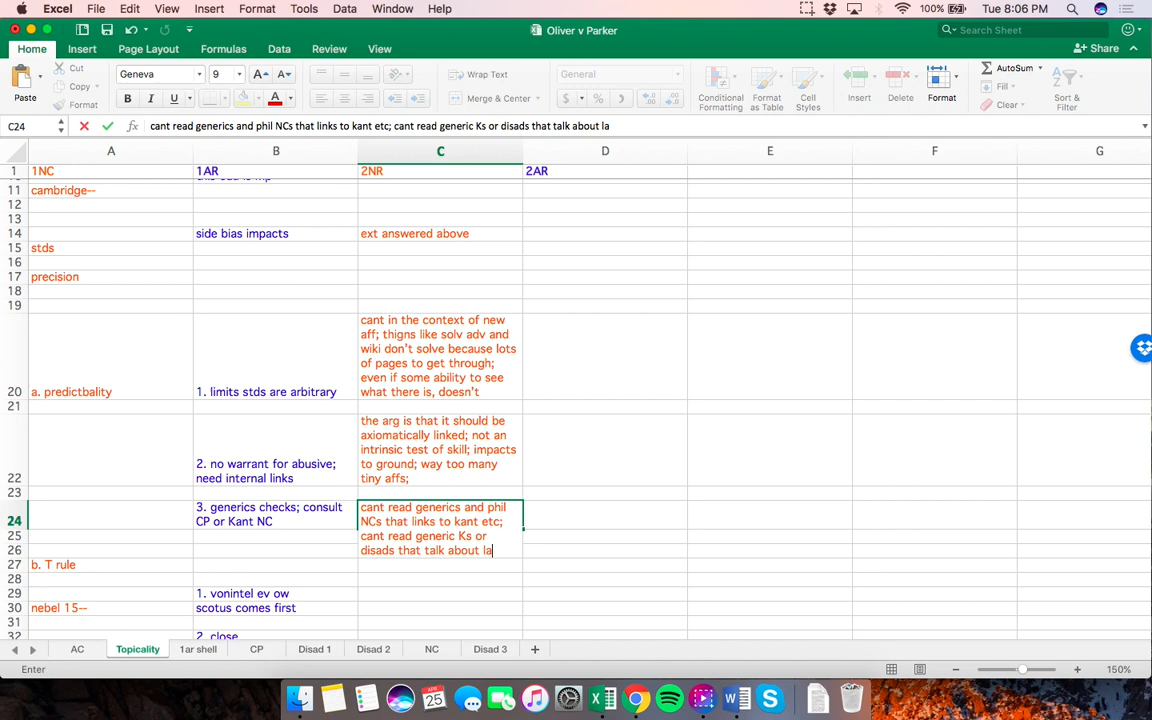 Excel File Edit View Insert Format Tools Data Window Help 100% Tue 8:06 PM
Oliver v Parker
Search Sheet
Home Insert Page Layout Formulas Data Review View
Share
Paste
Cut
Copy
Format
Geneva 9
A A
B I U
A
Wrap Text
Merge & Center
General
$ % )
Conditional Formatting
Format as Table
Cell Styles
Insert
Delete
Format
AutoSum
Fill
Clear
Sort & Filter
C24 fx cant read generics and phil NCs that links to kant etc; cant read generic Ks or disads that talk about la
A B C D E F G
1 1NC 1AR 2NR 2AR
11 cambridge--
12
13
14 side bias impacts ext answered above
15 stds
16
17 precision
18
19
cant in the context of new
aff; thigns like solv adv and
wiki don't solve because lots
of pages to get through;
even if some ability to see
20 a. predictbality 1. limits stds are arbitrary what there is, doesn't
21
the arg is that it should be
axiomatically linked; not an
intrinsic test of skill; impacts
2. no warrant for abusive; to ground; way too many
22 need internal links tiny affs;
23
3. generics checks; consult cant read generics and phil
24 CP or Kant NC NCs that links to kant etc;
25 cant read generic Ks or
26 disads that talk about la
27 b. T rule
28
29 1. vonintel ev ow
30 nebel 15-- scotus comes first
31
32 2. close
AC Topicality 1ar shell CP Disad 1 Disad 2 NC Disad 3 +
Enter 150%
APR
25